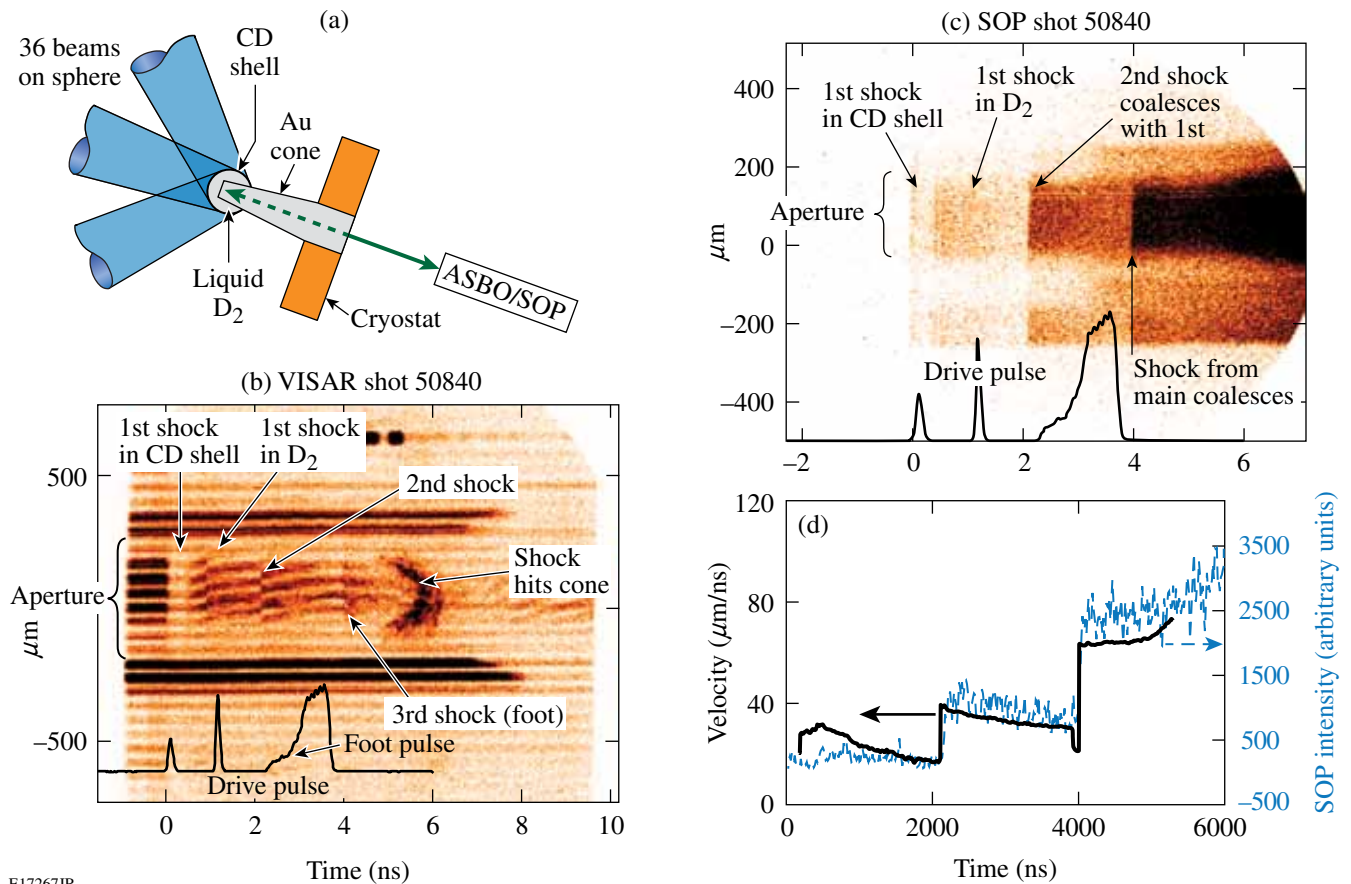 (a)
36 beams
on sphere
CD
shell
Au
cone
Liquid
D2
Cryostat
ASBO/SOP
(b) VISAR shot 50840
1st shock
in CD shell
1st shock
in D2
2nd shock
Shock
hits cone
Aperture
3rd shock (foot)
Foot pulse
Drive pulse
500
–500
μm
0 2 4 6 8 10
Time (ns)
(c) SOP shot 50840
1st shock
in CD shell
1st shock
in D2
2nd shock
coalesces
with 1st
Aperture
Drive pulse
Shock from
main coalesces
400
200
0
–200
–400
μm
–2 0 2 4 6
(d)
120
80
40
0
Velocity (μm/ns)
3500
2500
1500
500
–500
SOP intensity (arbitrary units)
0 2000 4000 6000
Time (ns)